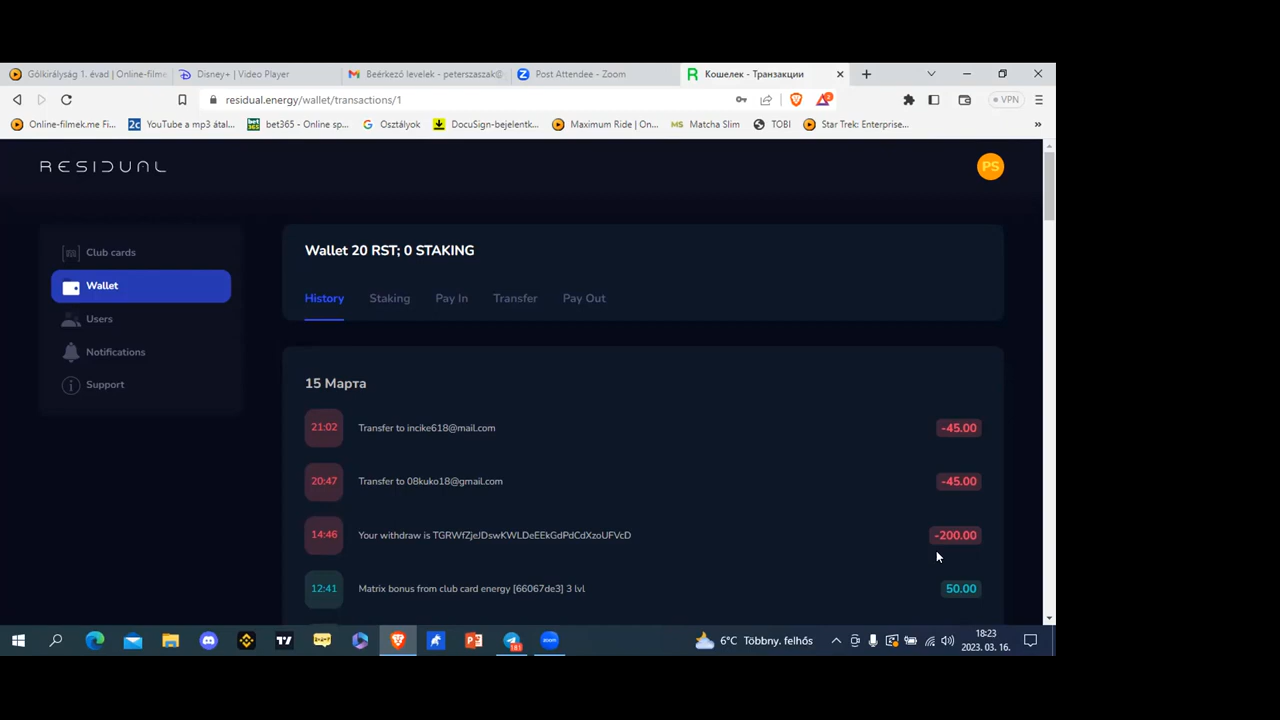 Gólkirályság 1. évad | Online-filme
Disney+ | Video Player
Beérkező levelek - peterszaszak@
Post Attendee - Zoom
Кошелек - Транзакции
residual.energy/wallet/transactions/1
VPN
Online-filmek.me Fi...
YouTube a mp3 átal...
bet365 - Online sp...
Osztályok
DocuSign-bejelentk...
Maximum Ride | On...
MS Matcha Slim
TOBI
Star Trek: Enterprise...
RESIDUAL
PS
Club cards
Wallet
Users
Notifications
Support
Wallet 20 RST; 0 STAKING
History
Staking
Pay In
Transfer
Pay Out
15 Марта
21:02 Transfer to incike618@mail.com -45.00
20:47 Transfer to 08kuko18@gmail.com -45.00
14:46 Your withdraw is TGRWfZjeJDswKWLDeEEkGdPdCdXzoUFVcD -200.00
12:41 Matrix bonus from club card energy [66067de3] 3 lvl 50.00
zoom
6°C Többny. felhős
18:23
2023. 03. 16.